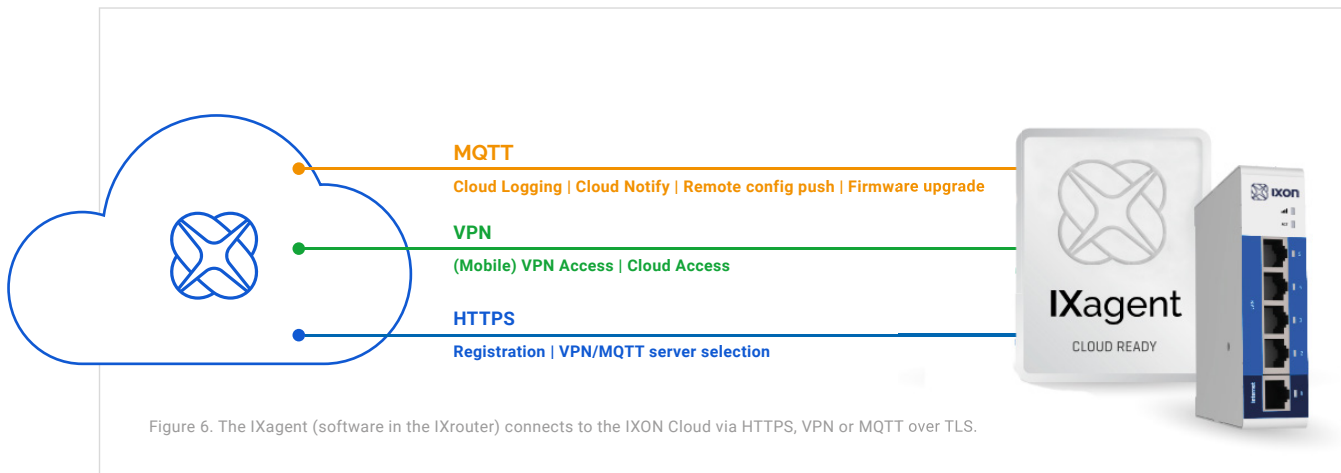 MQTT
Cloud Logging | Cloud Notify | Remote config push | Firmware upgrade
VPN
(Mobile) VPN Access | Cloud Access
HTTPS
Registration | VPN/MQTT server selection
IXagent
CLOUD READY
IXON
Internet
Figure 6. The IXagent (software in the IXrouter) connects to the IXON Cloud via HTTPS, VPN or MQTT over TLS.